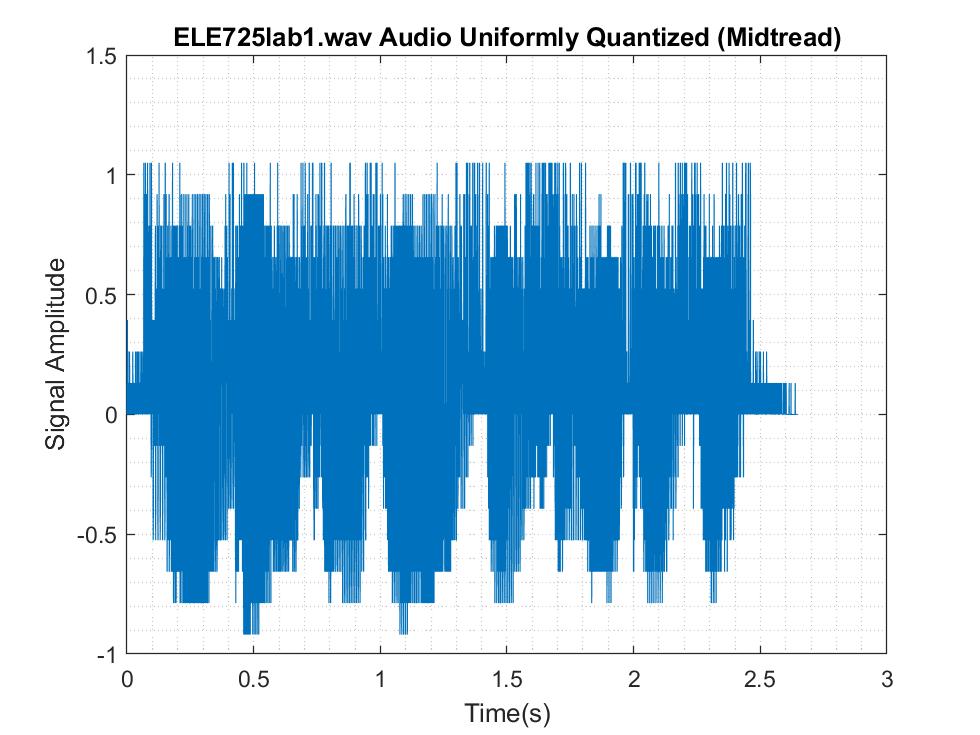 ELE725lab1.wav Audio Uniformly Quantized (Midtread)
1.5
1
0.5
0
-0.5
-1
Signal Amplitude
0 0.5 1 1.5 2 2.5 3
Time(s)